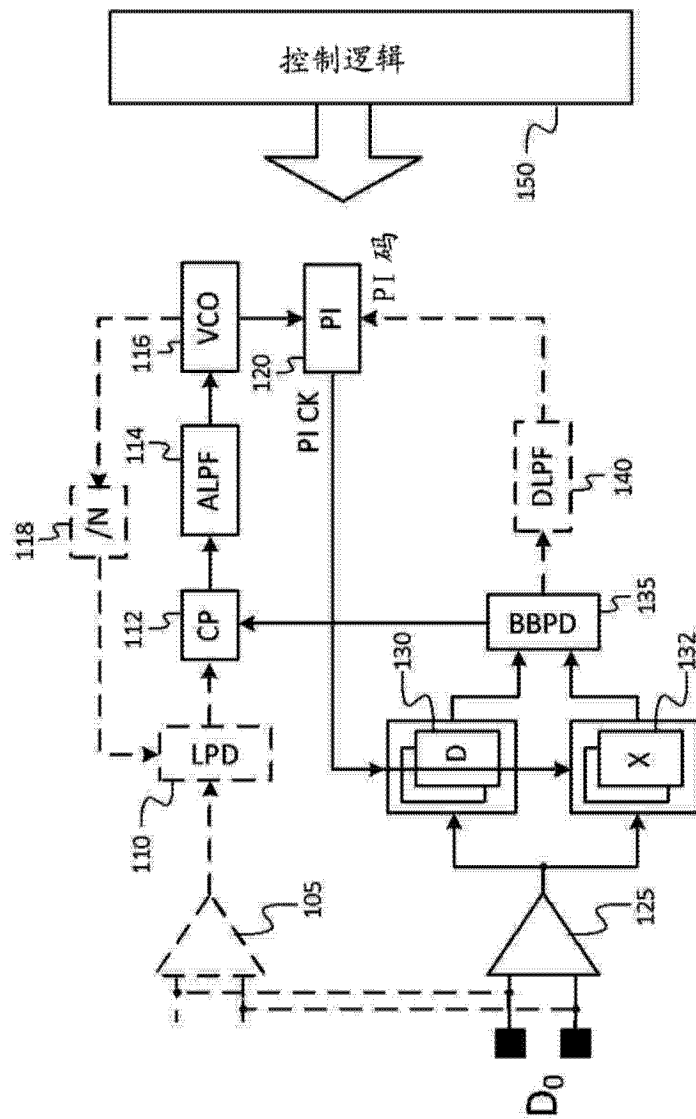 控制逻辑
150
118
/N
114
116
VCO
ALPF
112
CP
LPD
110
120
PI
PI 码
PI CK
105
DLPF
140
BBPD
135
130
D
132
X
125
D0